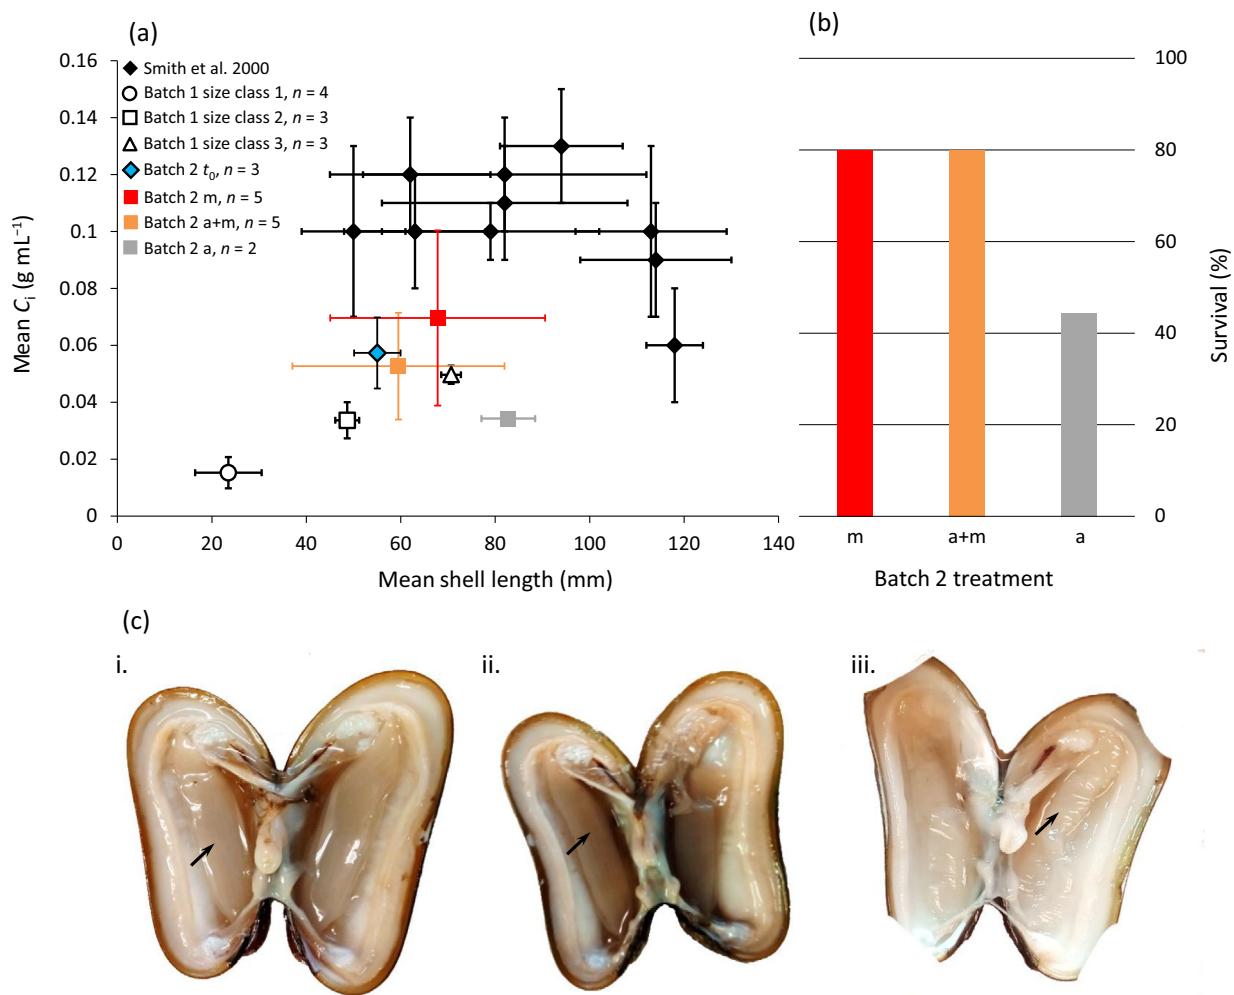 (a)
Mean Cᵢ (g mL⁻¹)
0.16
0.14
0.12
0.1
0.08
0.06
0.04
0.02
0
Smith et al. 2000
Batch 1 size class 1, n = 4
Batch 1 size class 2, n = 3
Batch 1 size class 3, n = 3
Batch 2 t₀, n = 3
Batch 2 m, n = 5
Batch 2 a+m, n = 5
Batch 2 a, n = 2
0 20 40 60 80 100 120 140
Mean shell length (mm)
(b)
100
80
60
40
20
0
Survival (%)
m a+m a
Batch 2 treatment
(c)
i. ii. iii.